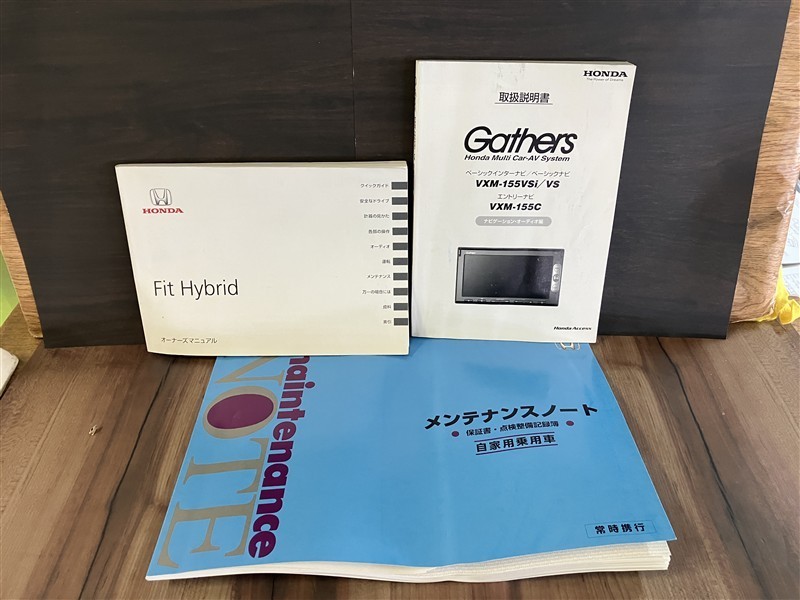 HONDA
Fit Hybrid
オーナーズマニュアル
クイックガイド
安全なドライブ
計器の見かた
各部の操作
オーディオ
運転
メンテナンス
万一の場合には
資料
索引
HONDA
The Power of Dreams
取扱説明書
Gathers
Honda Multi Car-AV System
ベーシックインターナビ/ベーシックナビ
VXM-155VSi/VS
エントリーナビ
VXM-155C
ナビゲーション・オーディオ編
Honda Access
maintenance
NOTE
メンテナンスノート
保証書・点検整備記録簿
自家用乗用車
常時携行